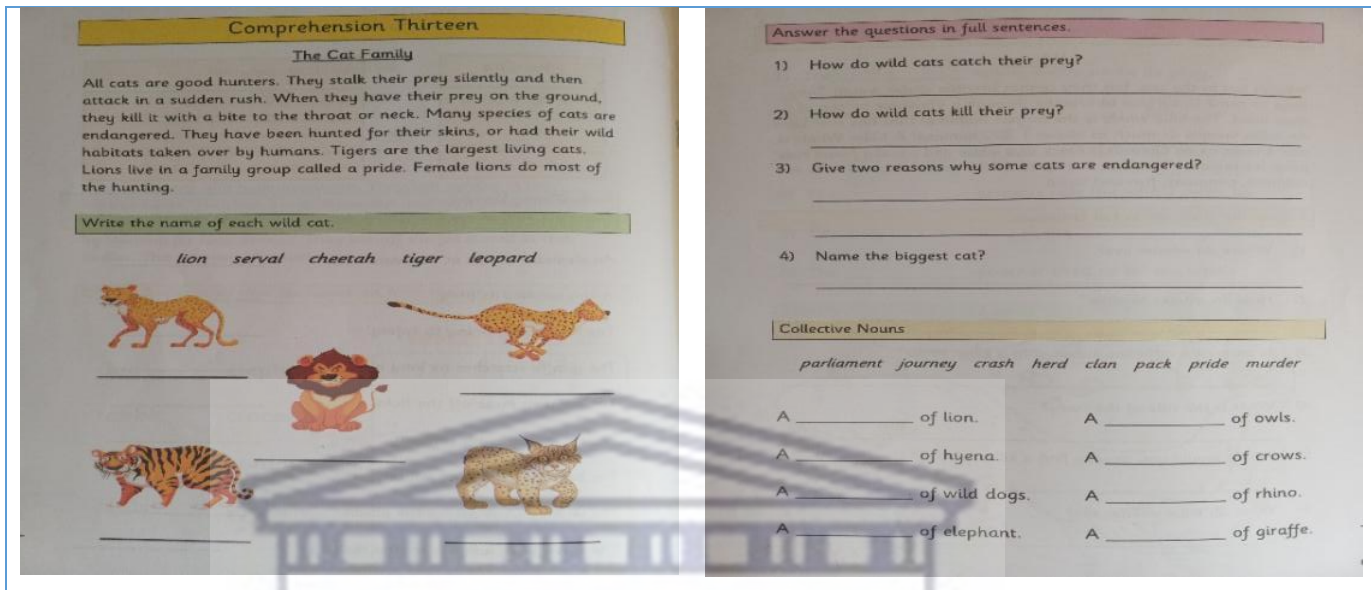 Comprehension Thirteen
The Cat Family
All cats are good hunters. They stalk their prey silently and then
attack in a sudden rush. When they have their prey on the ground,
they kill it with a bite to the throat or neck. Many species of cats are
endangered. They have been hunted for their skins, or had their wild
habitats taken over by humans. Tigers are the largest living cats.
Lions live in a family group called a pride. Female lions do most of
the hunting.
Write the name of each wild cat.
lion serval cheetah tiger leopard
Answer the questions in full sentences.
1) How do wild cats catch their prey?
2) How do wild cats kill their prey?
3) Give two reasons why some cats are endangered?
4) Name the biggest cat?
Collective Nouns
parliament journey crash herd clan pack pride murder
A ____ of lion. A ____ of owls.
A ____ of hyena. A ____ of crows.
A ____ of wild dogs. A ____ of rhino.
A ____ of elephant. A ____ of giraffe.